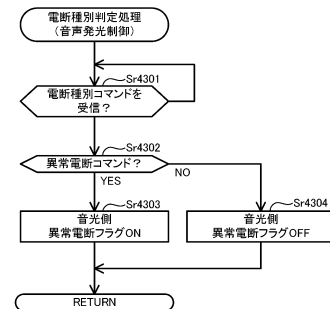 電断種別判定処理
（音声発光制御）
Sr4301
電断種別コマンドを
受信？
Sr4302
異常電断コマンド？
YES
NO
Sr4303
音光側
異常電断フラグON
Sr4304
音光側
異常電断フラグOFF
RETURN